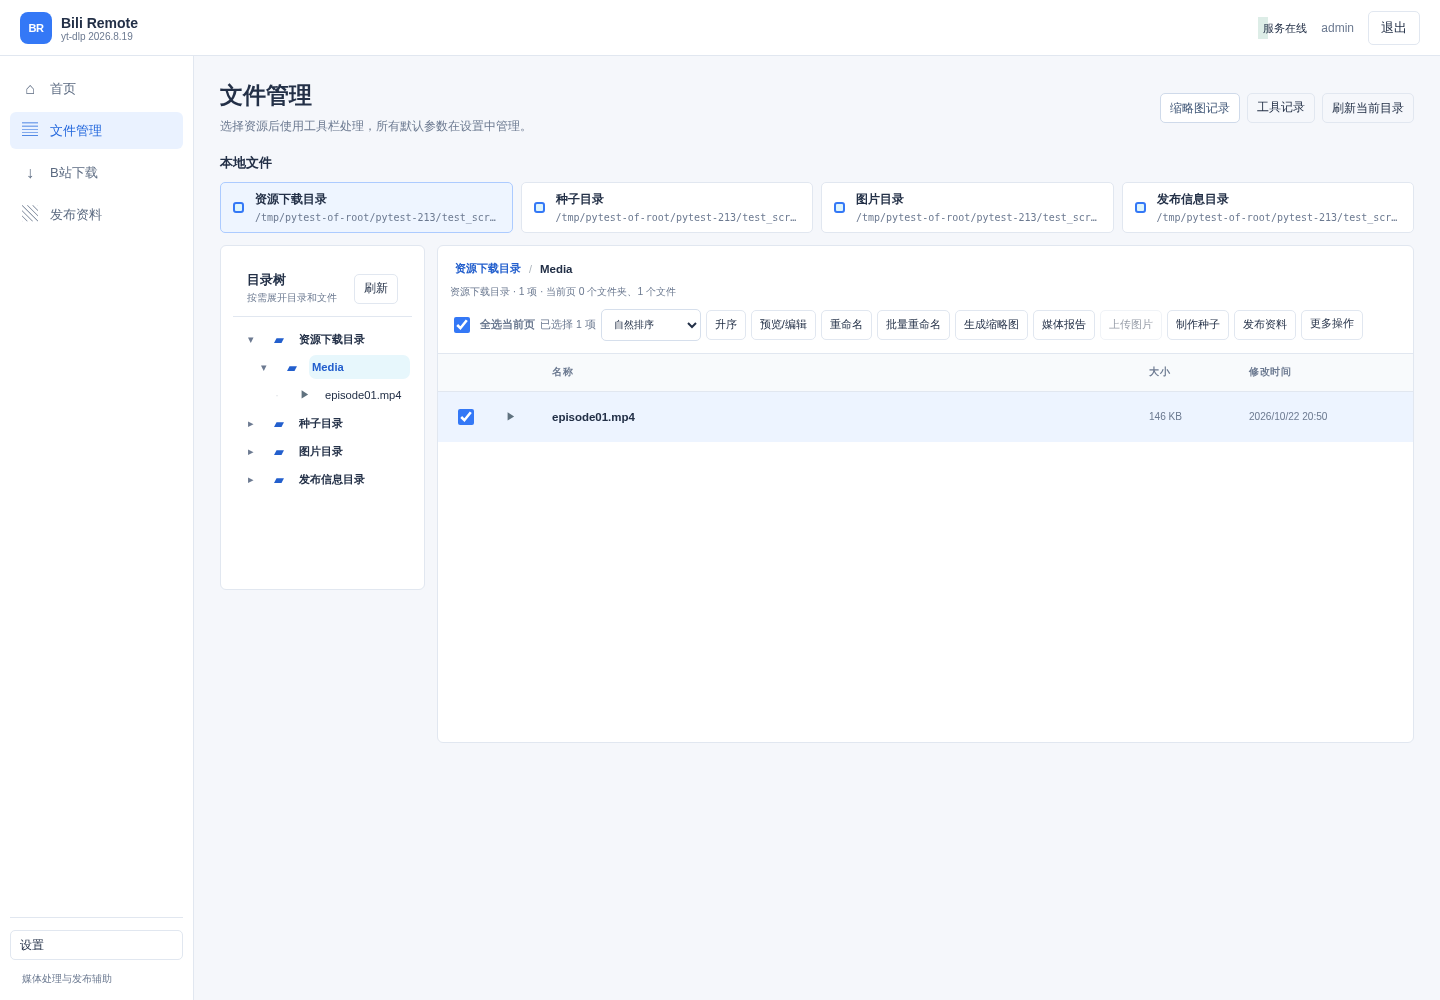 BR
Bili Remote
yt-dlp 2026.8.19
服务在线
admin
退出
首页
文件管理
B站下载
发布资料
设置
媒体处理与发布辅助
文件管理
选择资源后使用工具栏处理，所有默认参数在设置中管理。
缩略图记录
工具记录
刷新当前目录
本地文件
资源下载目录
/tmp/pytest-of-root/pytest-213/test_scr…
种子目录
/tmp/pytest-of-root/pytest-213/test_scr…
图片目录
/tmp/pytest-of-root/pytest-213/test_scr…
发布信息目录
/tmp/pytest-of-root/pytest-213/test_scr…
目录树
按需展开目录和文件
刷新
资源下载目录
Media
episode01.mp4
种子目录
图片目录
发布信息目录
资源下载目录 / Media
资源下载目录 · 1 项 · 当前页 0 个文件夹、1 个文件
全选当前页 已选择 1 项 自然排序 升序 预览/编辑 重命名 批量重命名 生成缩略图 媒体报告 上传图片 制作种子 发布资料 更多操作
名称 大小 修改时间
episode01.mp4 146 KB 2026/10/22 20:50